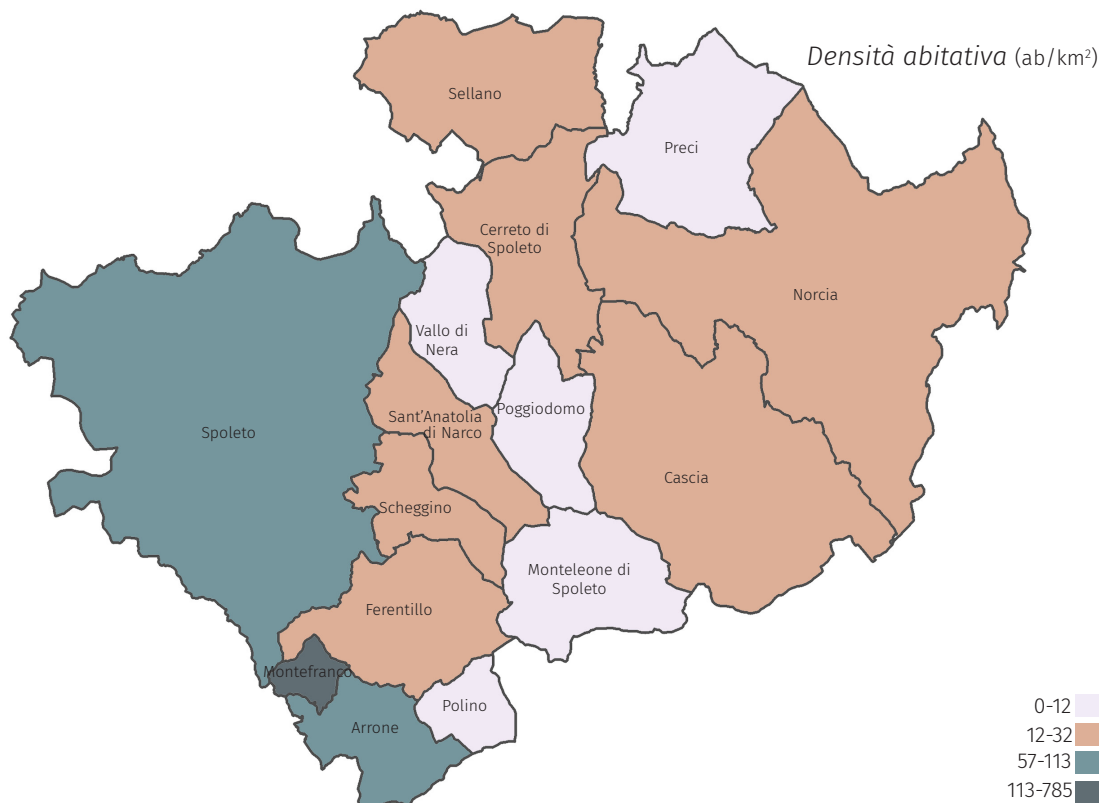 Densità abitativa (ab/km²)
Sellano
Preci
Cerreto di
Spoleto
Norcia
Vallo di
Nera
Poggiodomo
Sant'Anatolia
di Narco
Spoleto
Cascia
Scheggino
Monteleone di
Spoleto
Ferentillo
Montefranco
Polino
Arrone
0-12
12-32
57-113
113-785